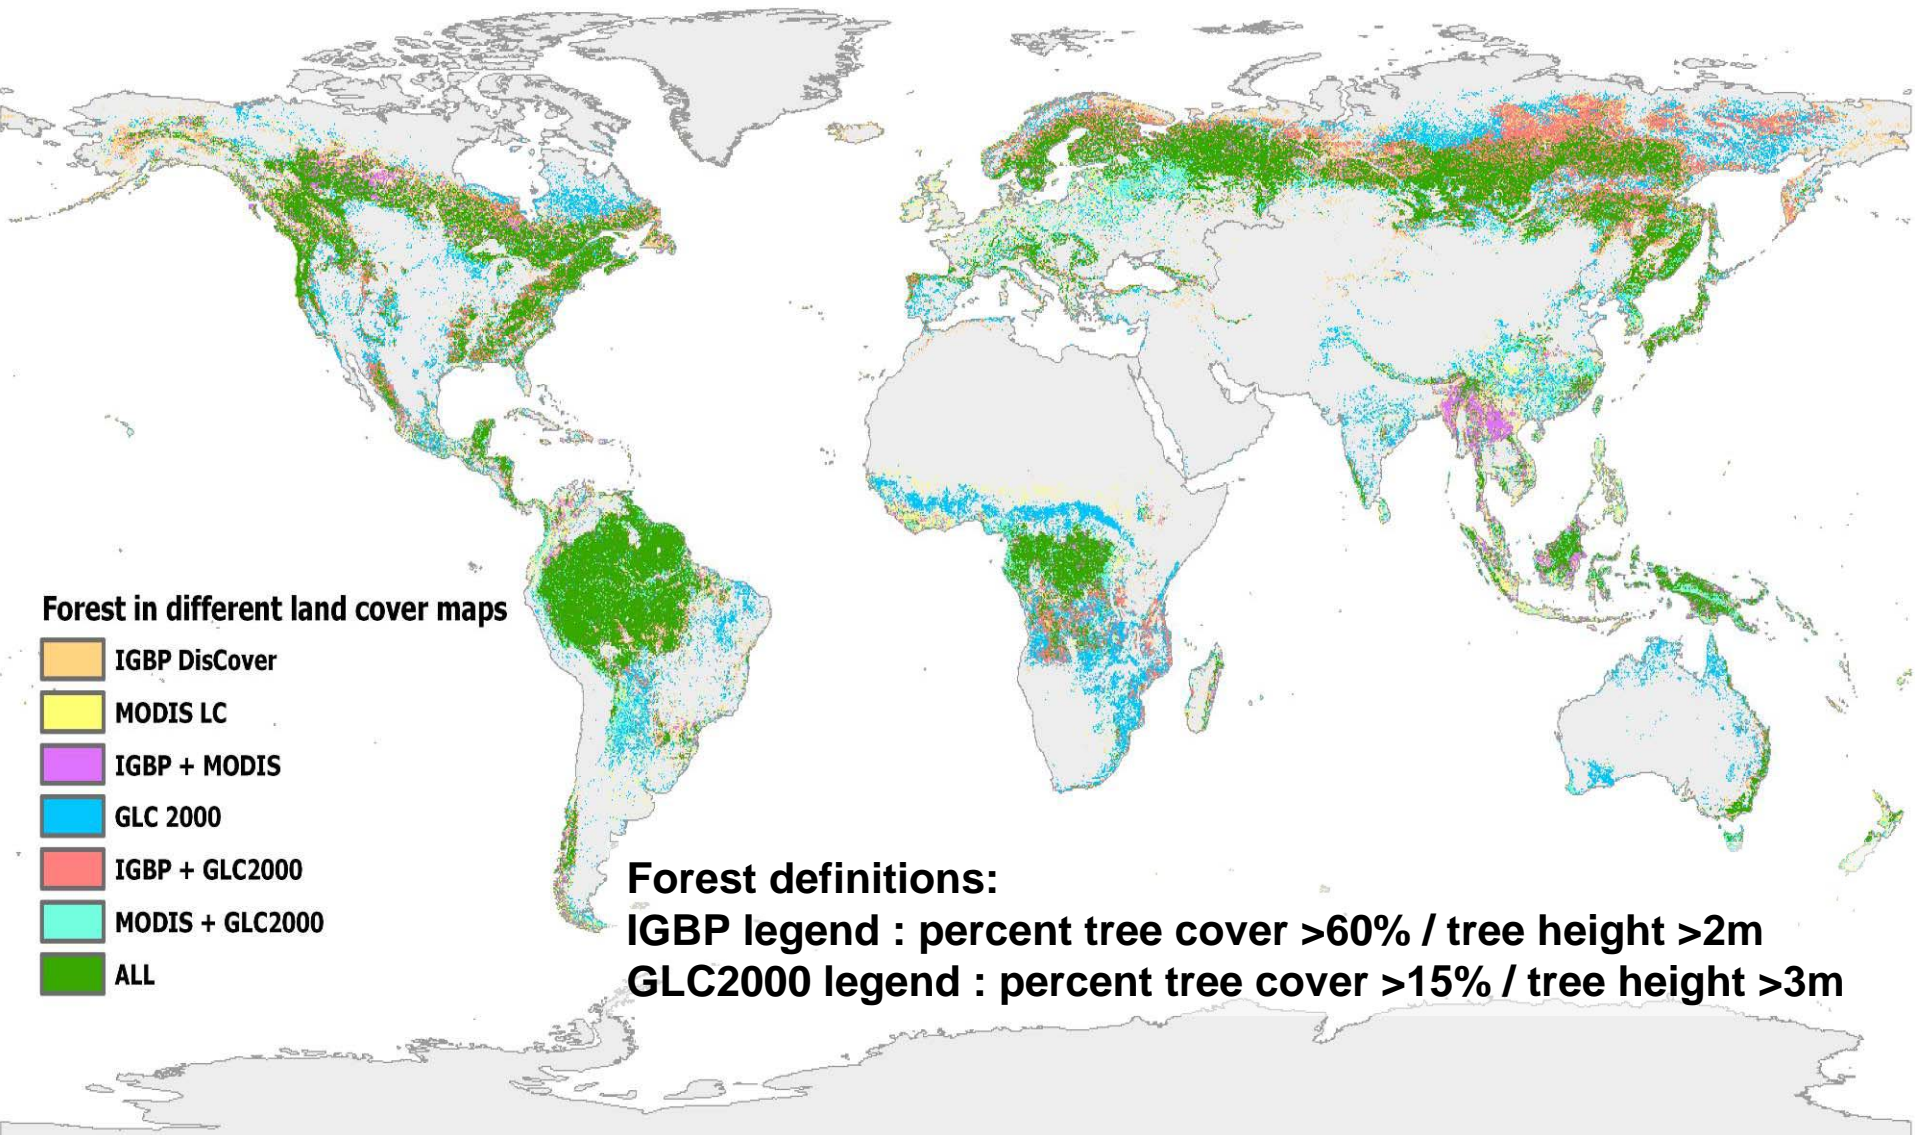 Forest in different land cover maps
IGBP DisCover
MODIS LC
IGBP + MODIS
GLC 2000
IGBP + GLC2000
MODIS + GLC2000
ALL
Forest definitions:
IGBP legend : percent tree cover >60% / tree height >2m
GLC2000 legend : percent tree cover >15% / tree height >3m